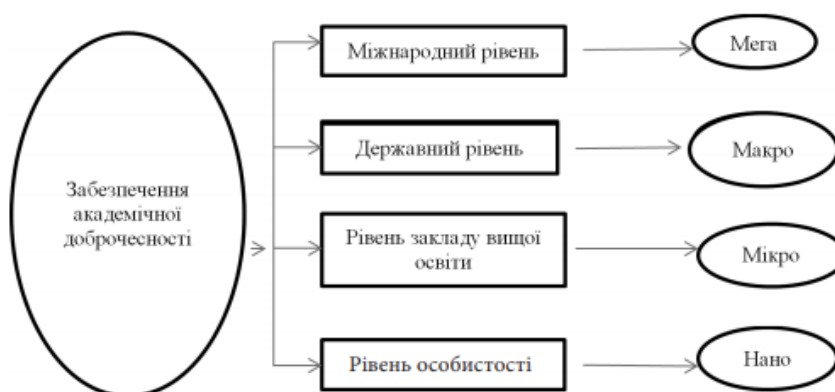 Забезпечення
академічної
доброчесності
Міжнародний рівень
Мега
Державний рівень
Макро
Рівень закладу вищої
освіти
Мікро
Рівень особистості
Нано